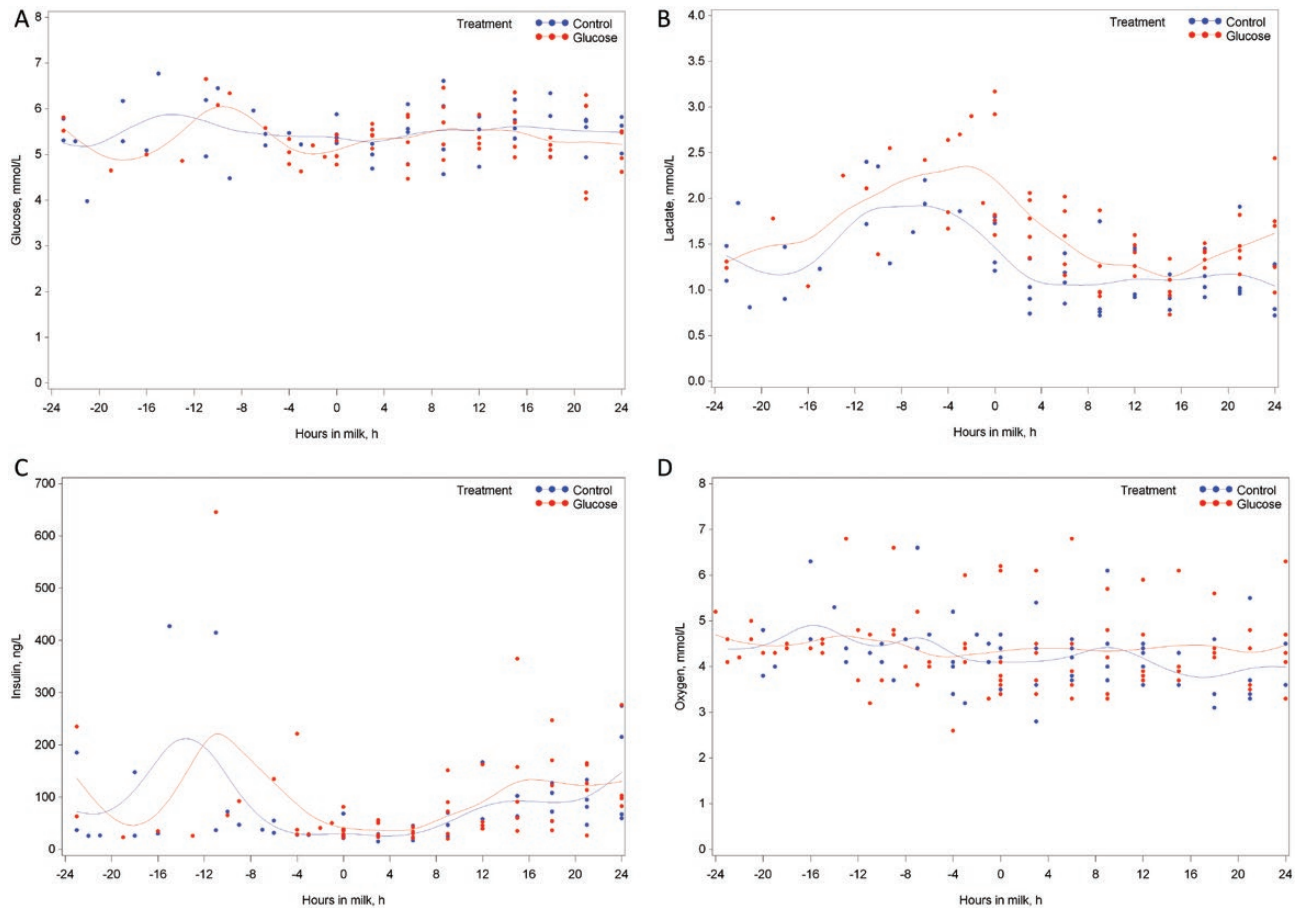 A
Treatment Control
Glucose
Glucose, mmol/L
8
7
6
5
4
3
2
1
0
-24 -20 -16 -12 -8 -4 0 4 8 12 16 20 24
Hours in milk, h
B
Treatment Control
Glucose
Lactate, mmol/L
4.0
3.5
3.0
2.5
2.0
1.5
1.0
0.5
0.0
-24 -20 -16 -12 -8 -4 0 4 8 12 16 20 24
Hours in milk, h
C
Treatment Control
Glucose
Insulin, ng/L
700
600
500
400
300
200
100
0
-24 -20 -16 -12 -8 -4 0 4 8 12 16 20 24
Hours in milk, h
D
Treatment Control
Glucose
Oxygen, mmol/L
8
7
6
5
4
3
2
1
0
-24 -20 -16 -12 -8 -4 0 4 8 12 16 20 24
Hours in milk, h